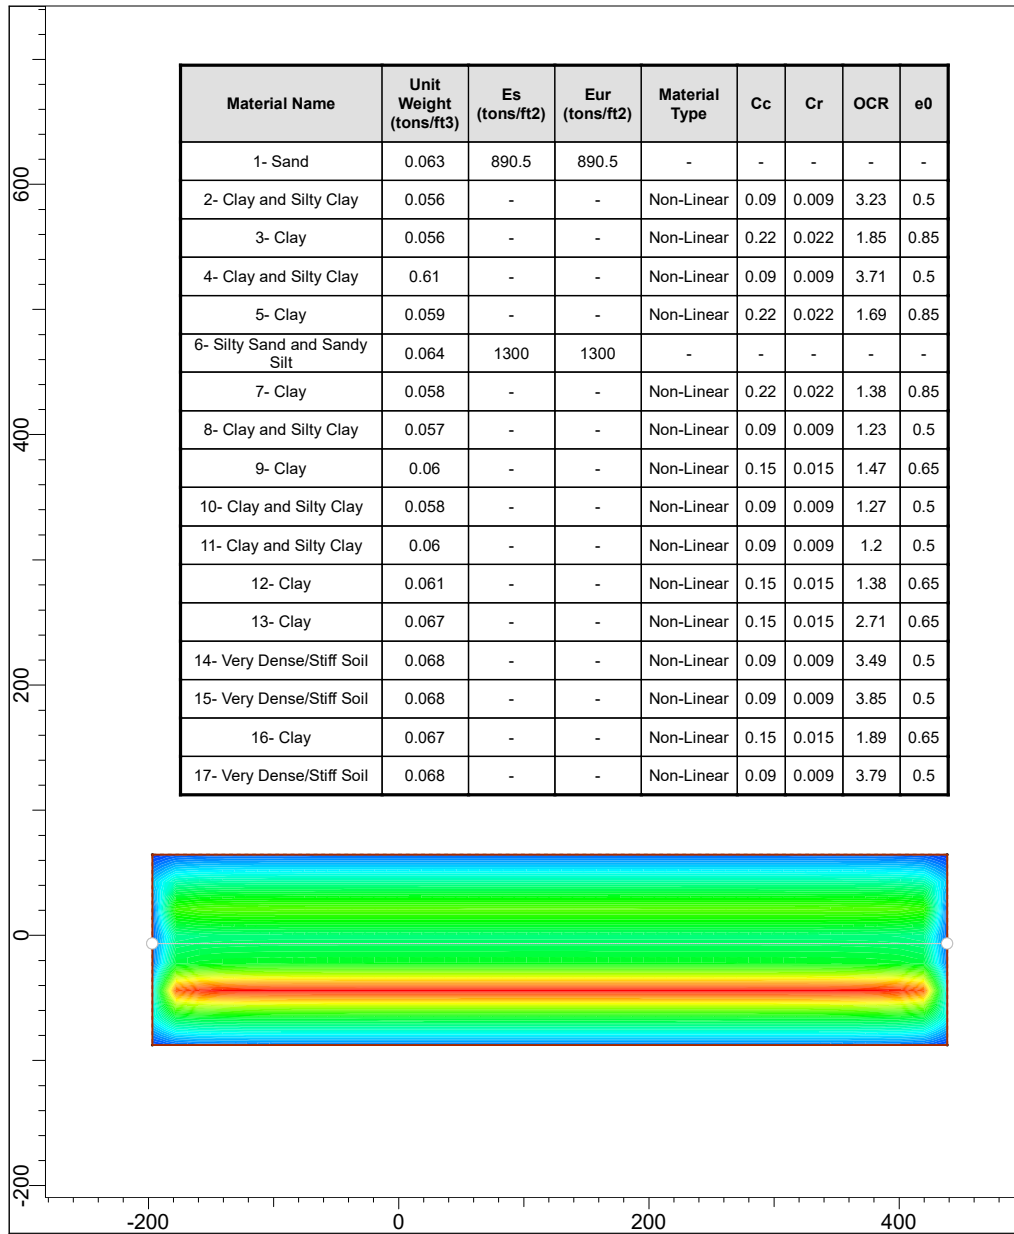 Material Name Unit Weight (tons/ft3) Es (tons/ft2) Eur (tons/ft2) Material Type Cc Cr OCR e0
1- Sand 0.063 890.5 890.5 - - - - -
2- Clay and Silty Clay 0.056 - - Non-Linear 0.09 0.009 3.23 0.5
3- Clay 0.056 - - Non-Linear 0.22 0.022 1.85 0.85
4- Clay and Silty Clay 0.61 - - Non-Linear 0.09 0.009 3.71 0.5
5- Clay 0.059 - - Non-Linear 0.22 0.022 1.69 0.85
6- Silty Sand and Sandy Silt 0.064 1300 1300 - - - - -
7- Clay 0.058 - - Non-Linear 0.22 0.022 1.38 0.85
8- Clay and Silty Clay 0.057 - - Non-Linear 0.09 0.009 1.23 0.5
9- Clay 0.06 - - Non-Linear 0.15 0.015 1.47 0.65
10- Clay and Silty Clay 0.058 - - Non-Linear 0.09 0.009 1.27 0.5
11- Clay and Silty Clay 0.06 - - Non-Linear 0.09 0.009 1.2 0.5
12- Clay 0.061 - - Non-Linear 0.15 0.015 1.38 0.65
13- Clay 0.067 - - Non-Linear 0.15 0.015 2.71 0.65
14- Very Dense/Stiff Soil 0.068 - - Non-Linear 0.09 0.009 3.49 0.5
15- Very Dense/Stiff Soil 0.068 - - Non-Linear 0.09 0.009 3.85 0.5
16- Clay 0.067 - - Non-Linear 0.15 0.015 1.89 0.65
17- Very Dense/Stiff Soil 0.068 - - Non-Linear 0.09 0.009 3.79 0.5
600
400
200
0
-200
-200 0 200 400